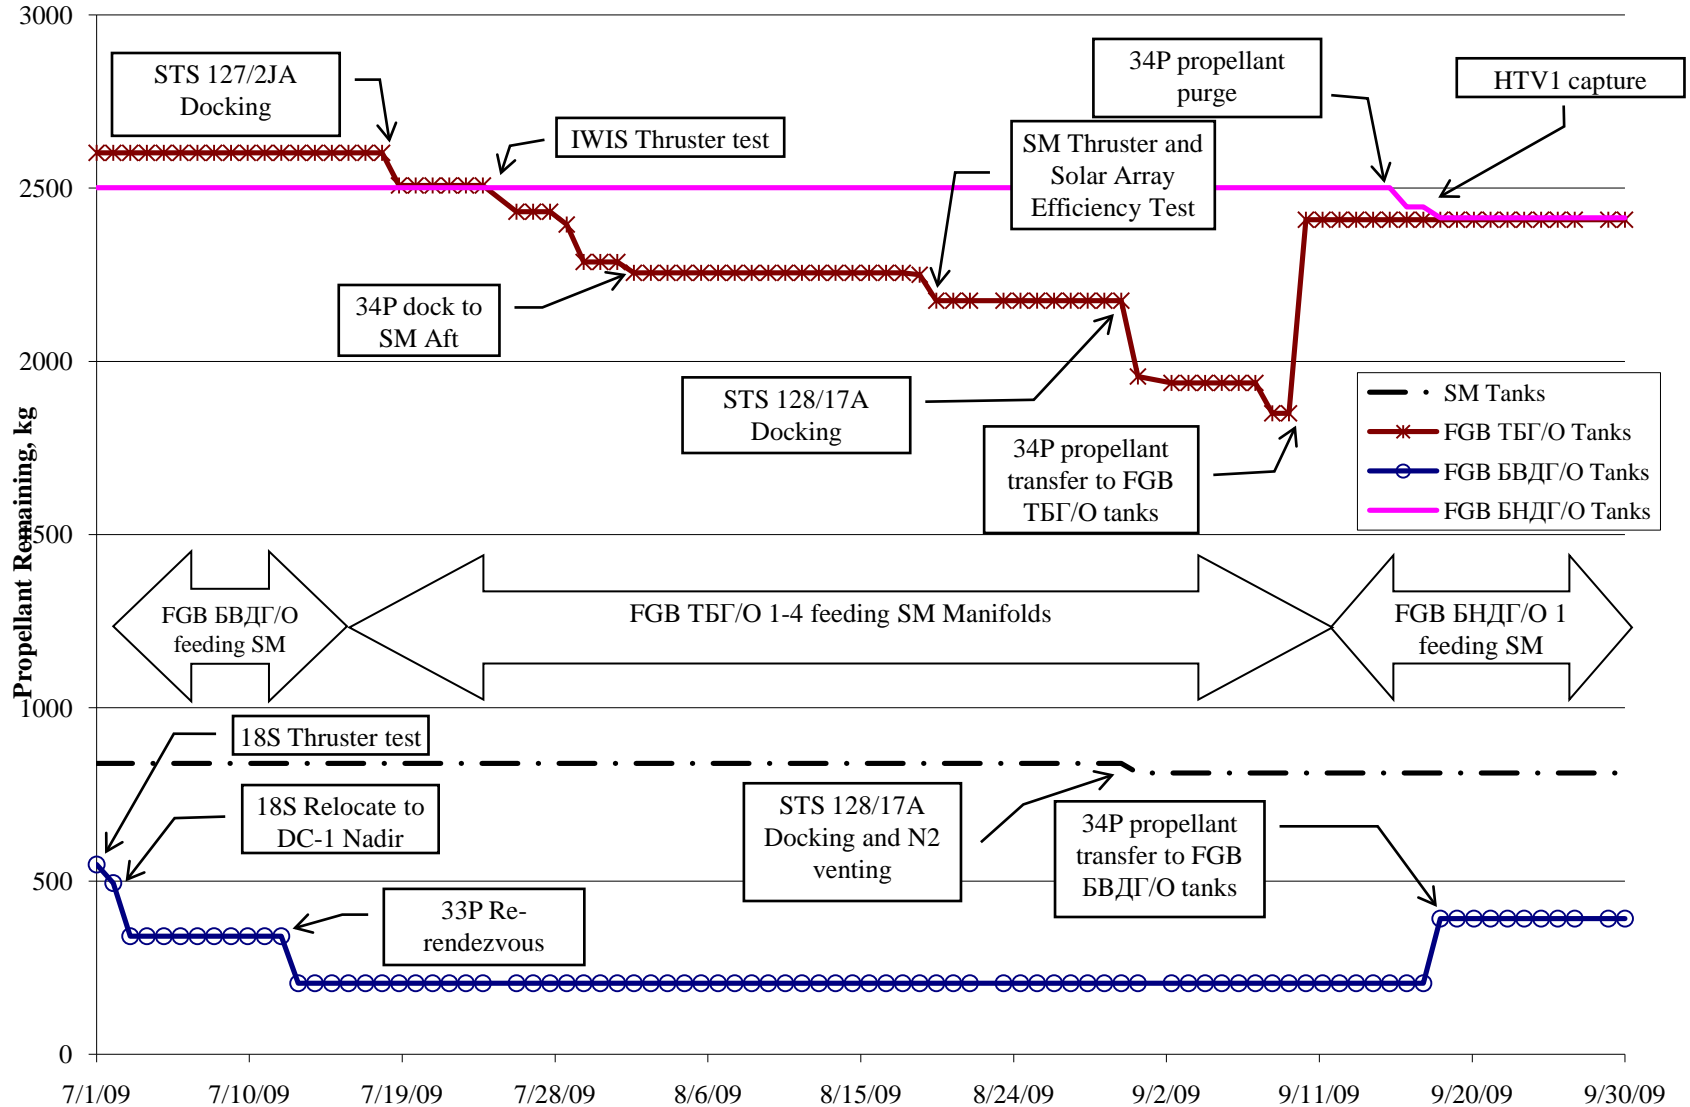 3000
2500
2000
1500
1000
500
0
Propellant Remaining, kg
7/1/09
7/10/09
7/19/09
7/28/09
8/6/09
8/15/09
8/24/09
9/2/09
9/11/09
9/20/09
9/30/09
STS 127/2JA
Docking
IWIS Thruster test
34P dock to
SM Aft
SM Thruster and
Solar Array
Efficiency Test
34P propellant
purge
HTV1 capture
STS 128/17A
Docking
34P propellant
transfer to FGB
ТБГ/О tanks
SM Tanks
FGB ТБГ/О Tanks
FGB БВДГ/О Tanks
FGB БНДГ/О Tanks
FGB БВДГ/О
feeding SM
FGB ТБГ/О 1-4 feeding SM Manifolds
FGB БНДГ/О 1
feeding SM
18S Thruster test
18S Relocate to
DC-1 Nadir
33P Re-
rendezvous
STS 128/17A
Docking and N2
venting
34P propellant
transfer to FGB
БВДГ/О tanks